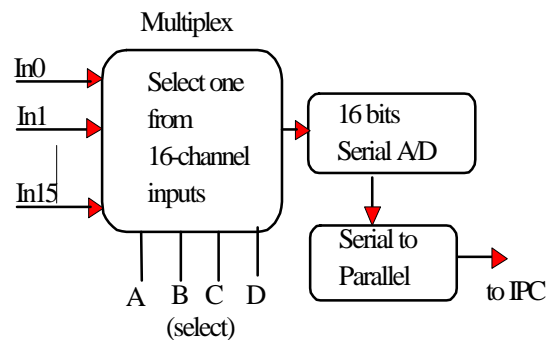 Multiplex
In0
In1
In15
Select one
from
16-channel
inputs
A B C D
(select)
16 bits
Serial A/D
Serial to
Parallel
to IPC